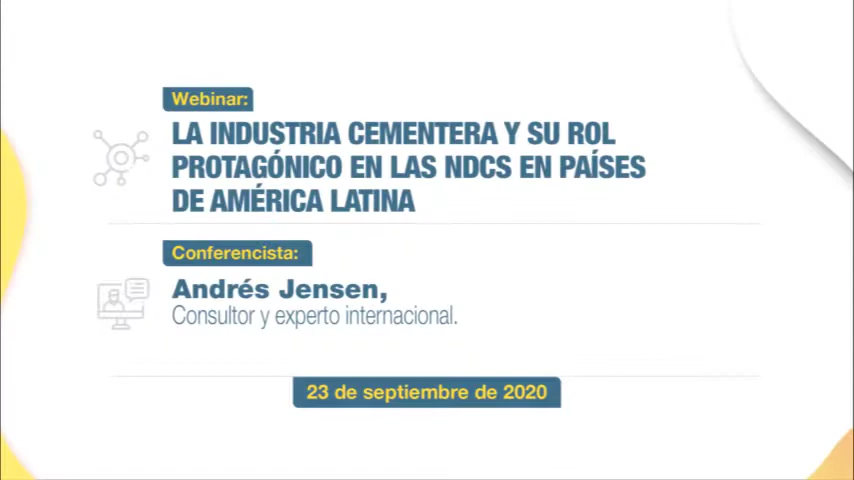 Webinar:
LA INDUSTRIA CEMENTERA Y SU ROL
PROTAGÓNICO EN LAS NDCS EN PAÍSES
DE AMÉRICA LATINA
Conferencista:
Andrés Jensen,
Consultor y experto internacional.
23 de septiembre de 2020